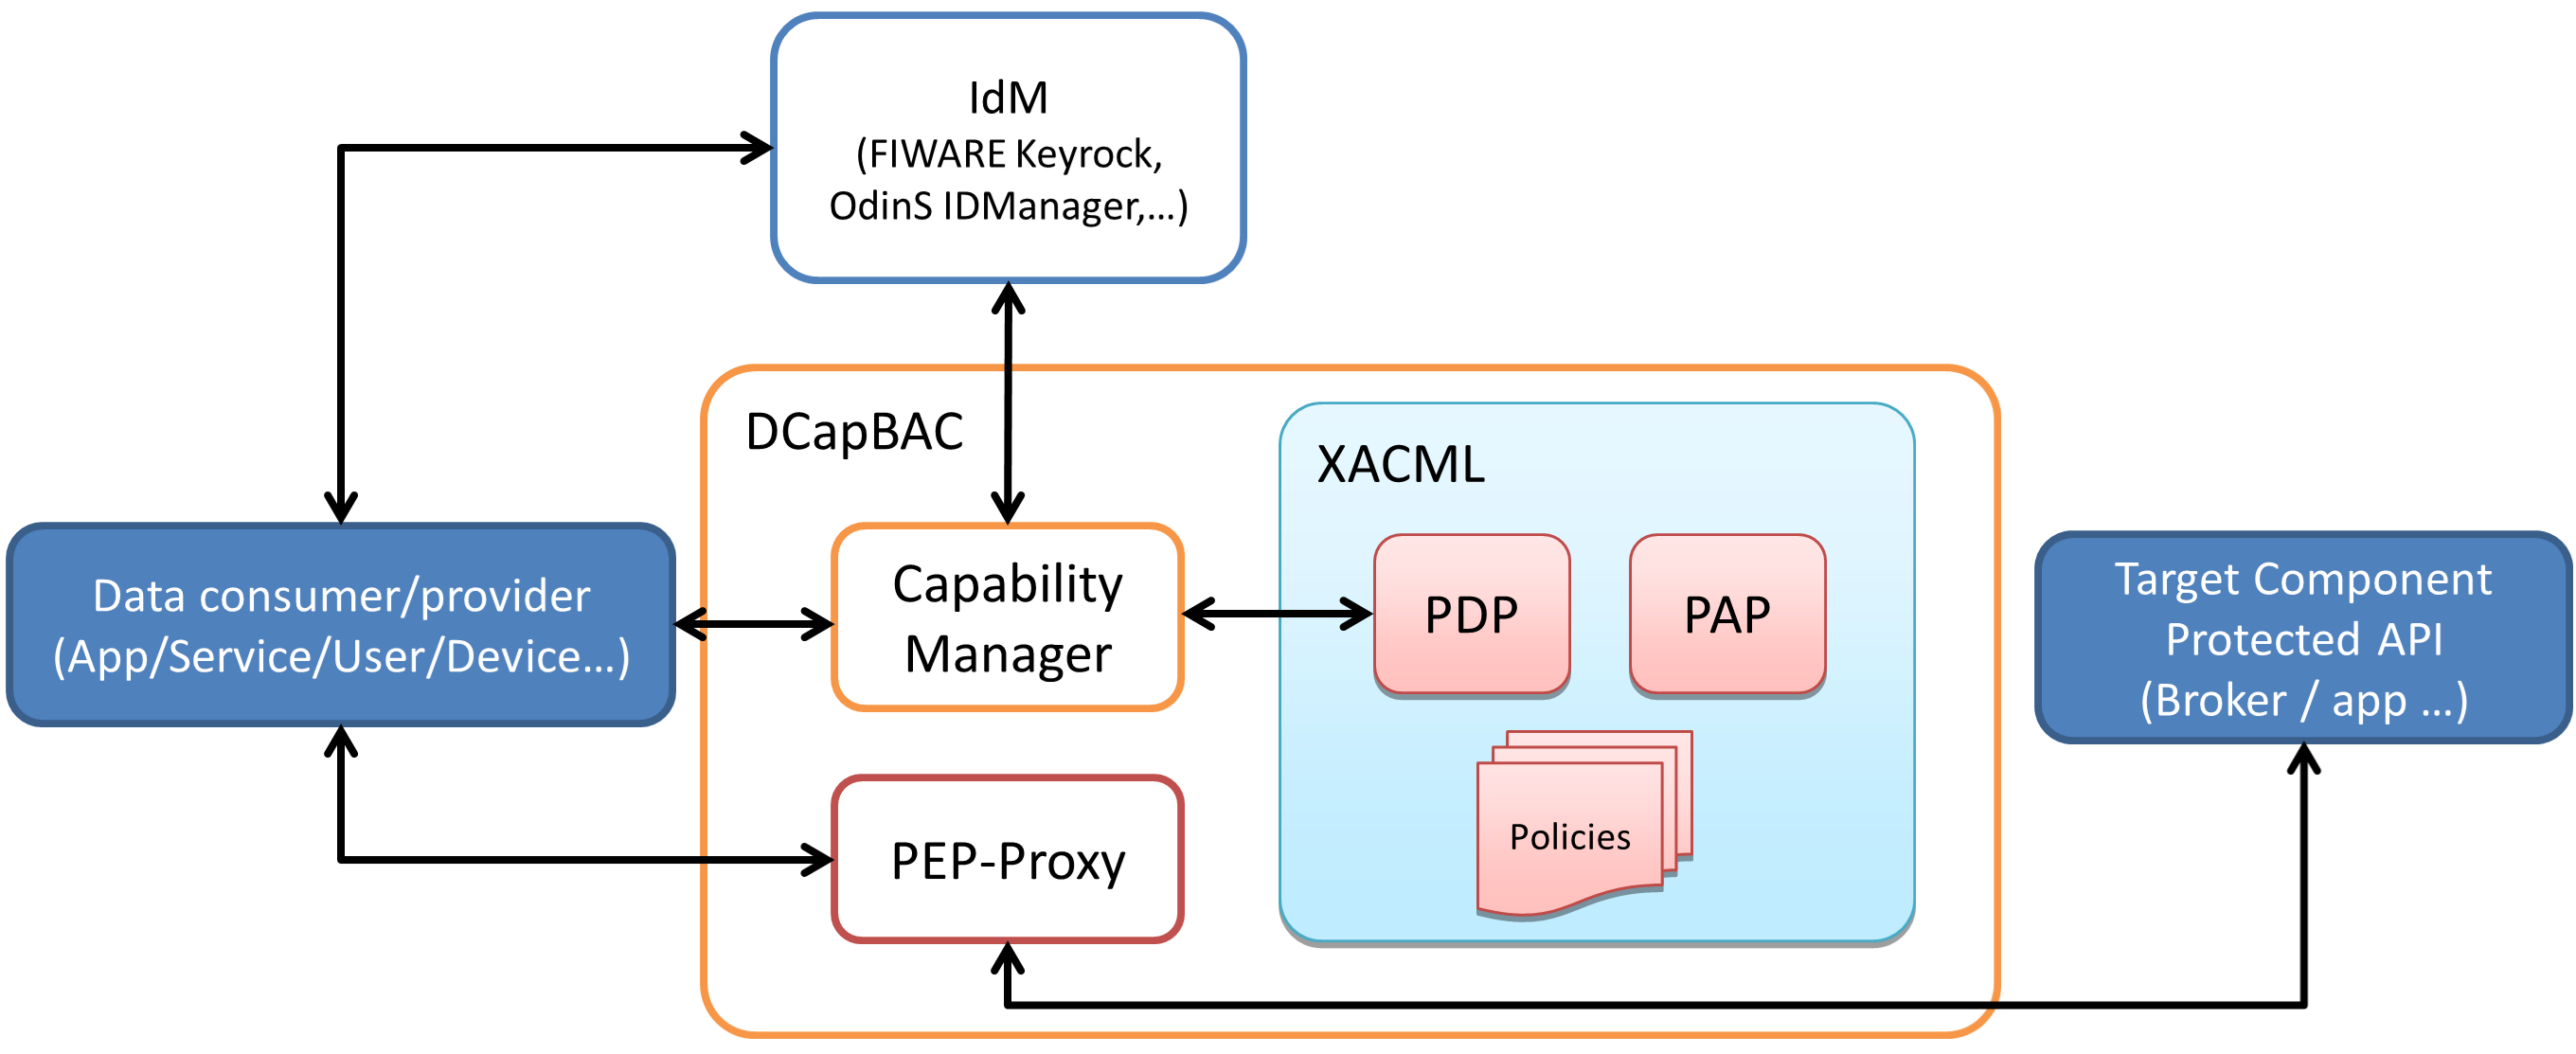 IdM
(FIWARE Keyrock,
OdinS IDManager,...)
DCapBAC
XACML
Data consumer/provider
(App/Service/User/Device...)
Capability
Manager
PDP
PAP
Target Component
Protected API
(Broker / app ...)
Policies
PEP-Proxy